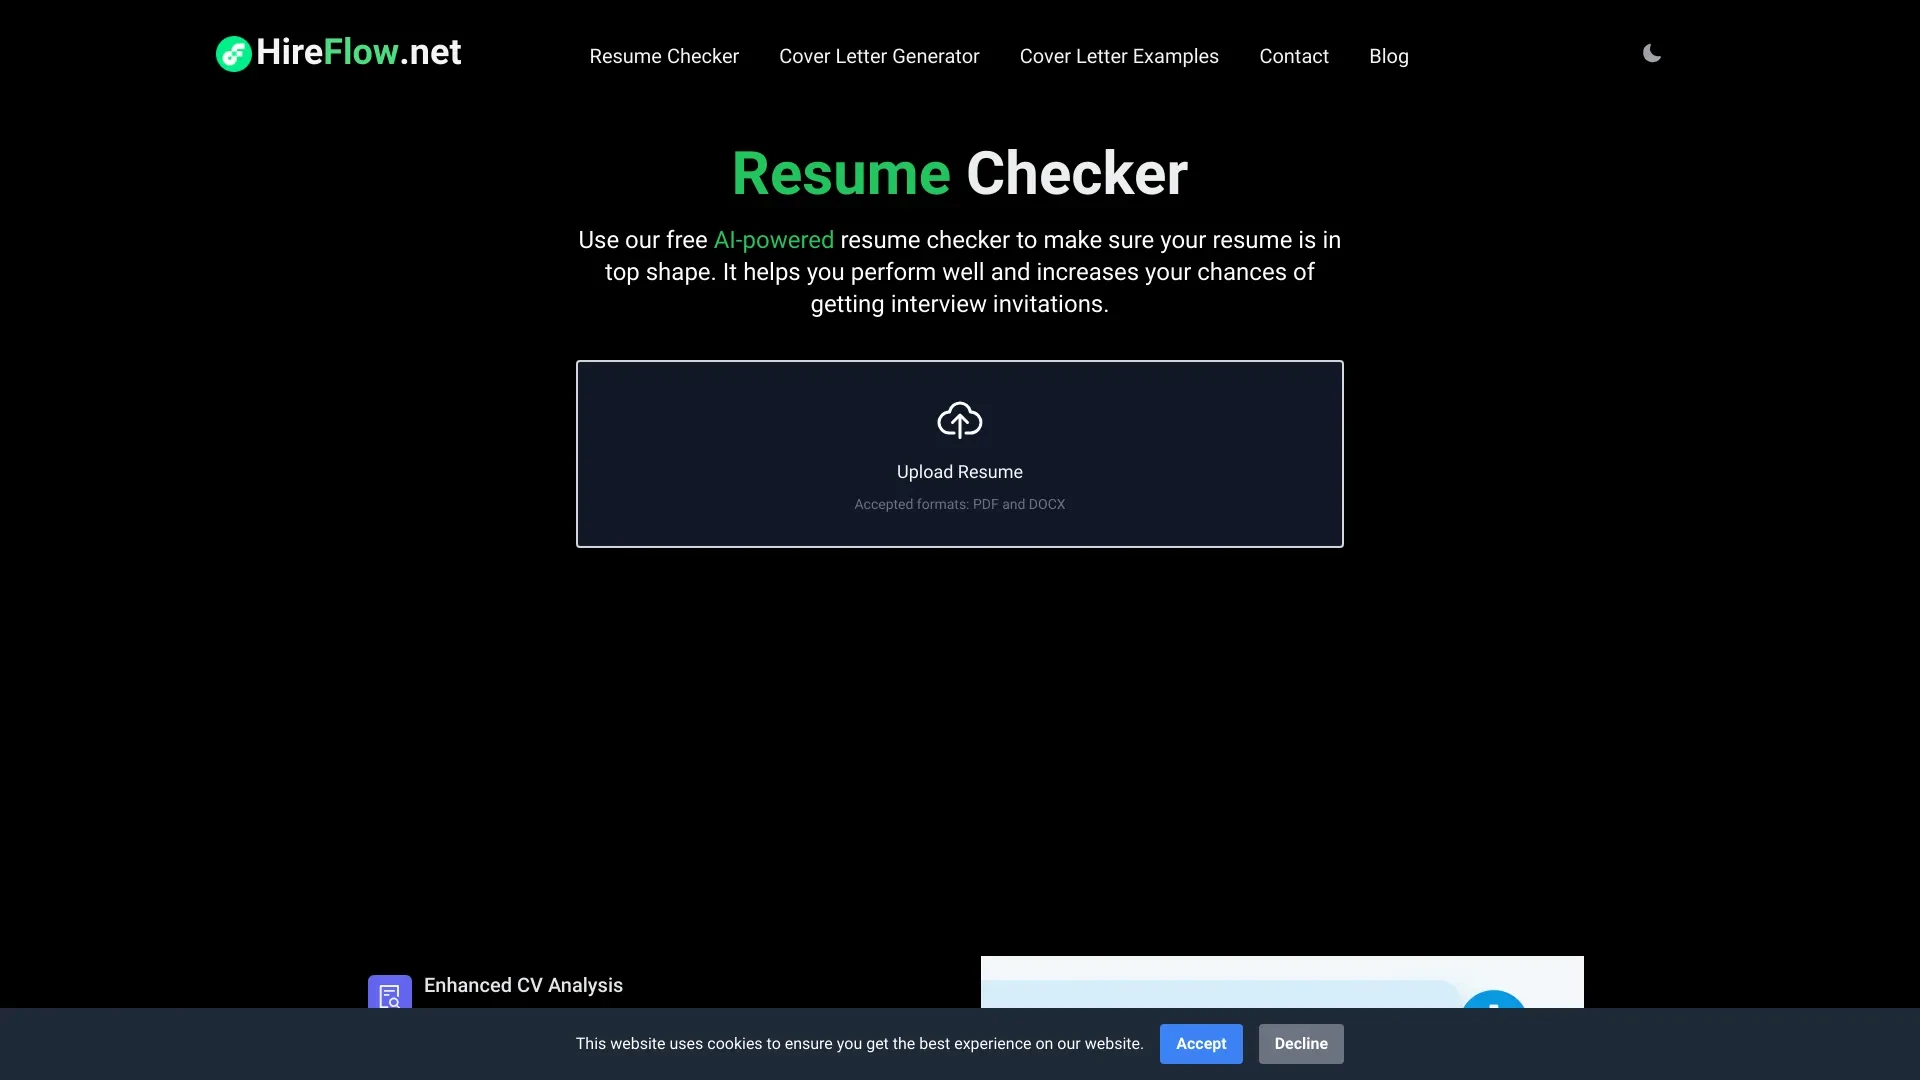 HireFlow.net
Resume Checker
Cover Letter Generator
Cover Letter Examples
Contact
Blog
Resume Checker
Use our free AI-powered resume checker to make sure your resume is in
top shape. It helps you perform well and increases your chances of
getting interview invitations.
Upload Resume
Accepted formats: PDF and DOCX
Enhanced CV Analysis
This website uses cookies to ensure you get the best experience on our website.
Accept
Decline